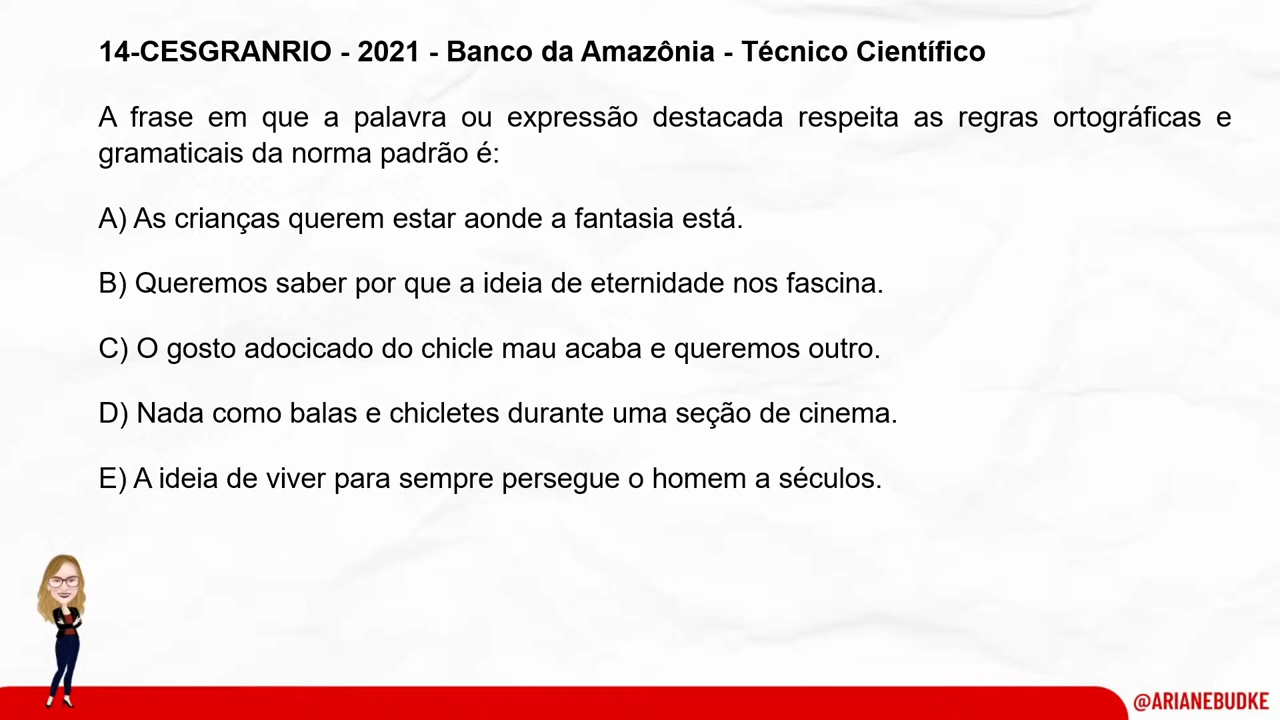 14-CESGRANRIO - 2021 - Banco da Amazônia - Técnico Científico
A frase em que a palavra ou expressão destacada respeita as regras ortográficas e
gramaticais da norma padrão é:
A) As crianças querem estar aonde a fantasia está.
B) Queremos saber por que a ideia de eternidade nos fascina.
C) O gosto adocicado do chicle mau acaba e queremos outro.
D) Nada como balas e chicletes durante uma seção de cinema.
E) A ideia de viver para sempre persegue o homem a séculos.
@ARIANEBUDKE